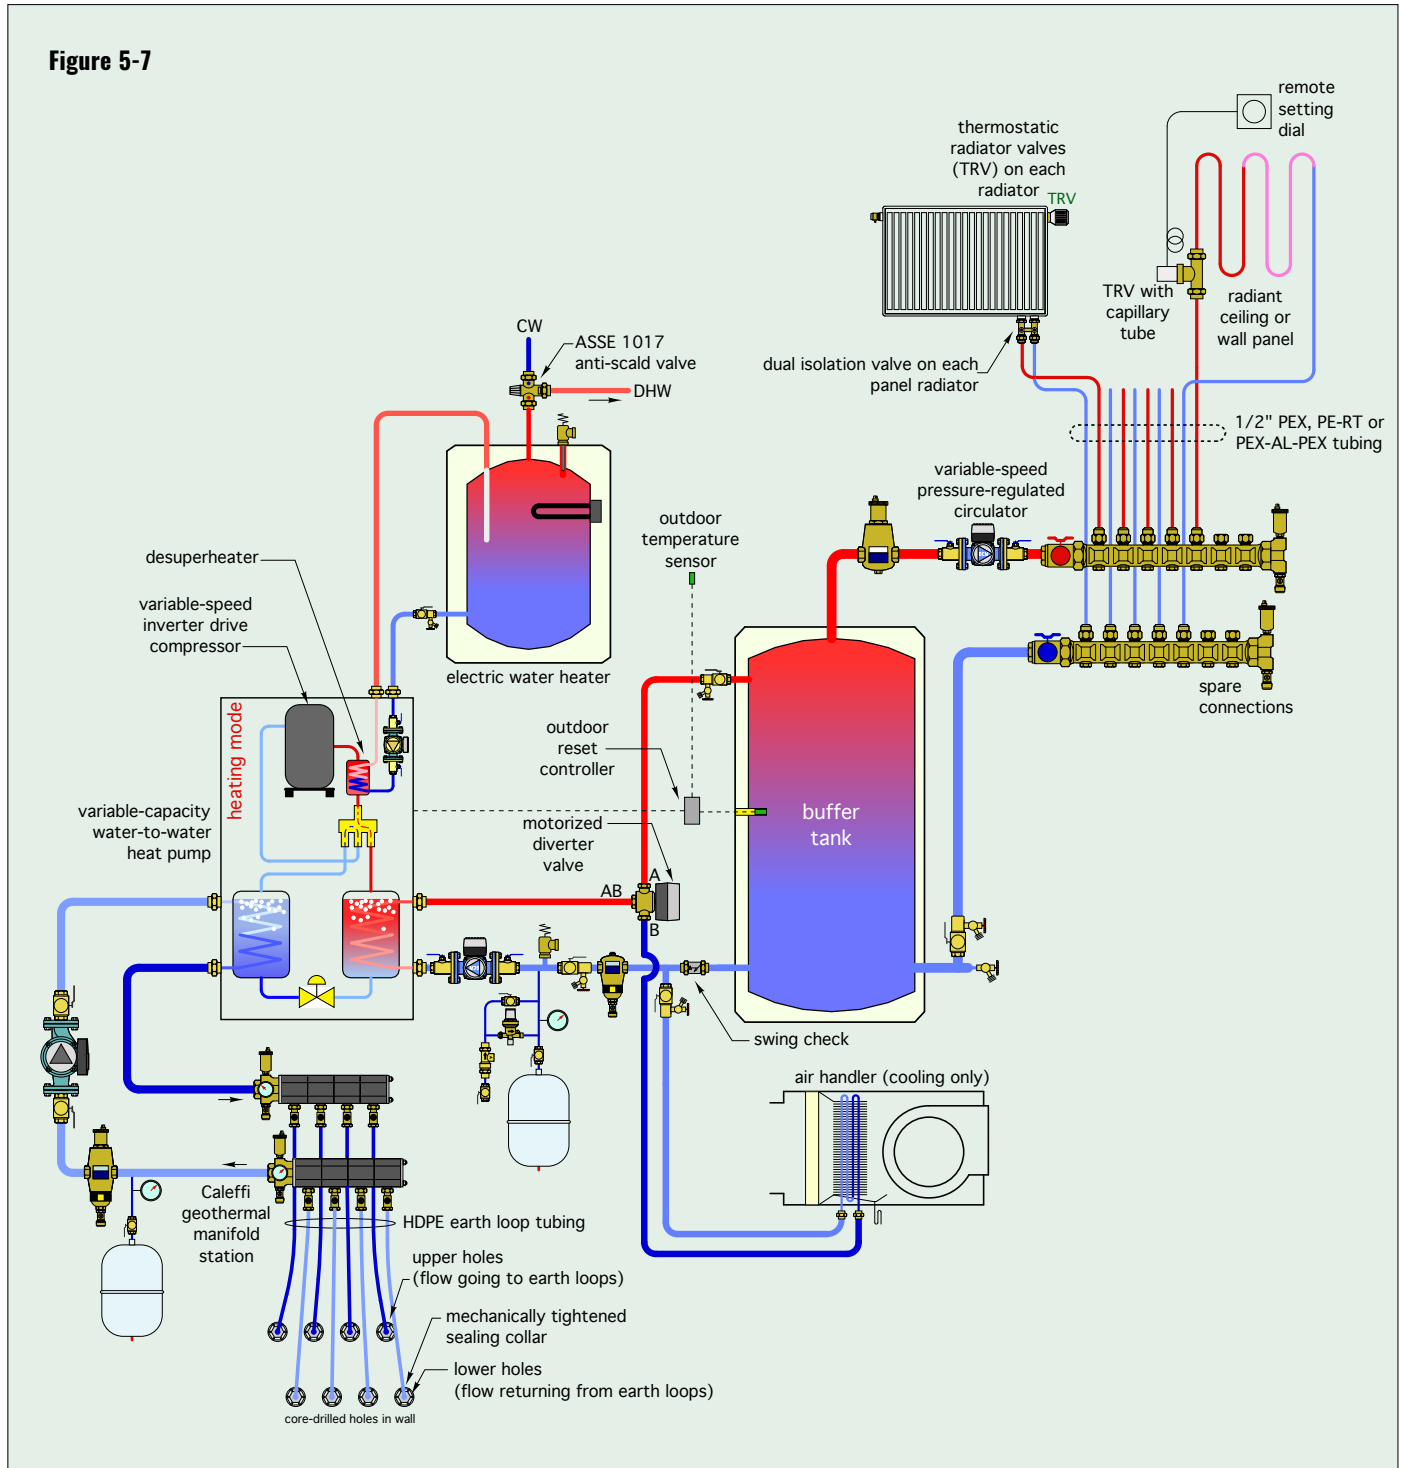 Figure 5-7
remote
setting
dial
thermostatic
radiator valves
(TRV) on each
radiator
TRV
TRV with
capillary
tube
radiant
ceiling or
wall panel
dual isolation valve on each
panel radiator
1/2" PEX, PE-RT or
PEX-AL-PEX tubing
CW
ASSE 1017
anti-scald valve
DHW
variable-speed
pressure-regulated
circulator
outdoor
temperature
sensor
desuperheater
variable-speed
inverter drive
compressor
electric water heater
spare
connections
heating mode
outdoor
reset
controller
variable-capacity
water-to-water
heat pump
motorized
diverter
valve
buffer
tank
A
AB
B
swing check
air handler (cooling only)
Caleffi
geothermal
manifold
station
HDPE earth loop tubing
upper holes
(flow going to earth loops)
mechanically tightened
sealing collar
lower holes
(flow returning from earth loops)
core-drilled holes in wall